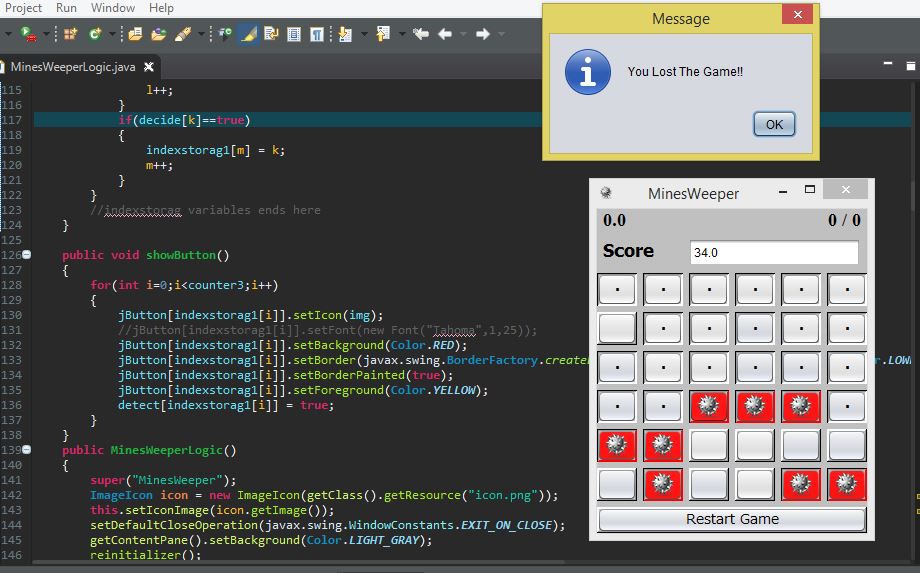 Project Run Window Help
MinesWeeperLogic.java
115 l++;
116 }
117 if(decide[k]==true)
118 {
119 indexstorag1[m] = k;
120 m++;
121 }
122 }
123 //indexstorag variables ends here
124 }
125
126 public void showButton()
127 {
128 for(int i=0;i<counter3;i++)
129 {
130 jButton[indexstorag1[i]].setIcon(img);
131 //jButton[indexstorag1[i]].setFont(new Font("Tahoma",1,25));
132 jButton[indexstorag1[i]].setBackground(Color.RED);
133 jButton[indexstorag1[i]].setBorder(javax.swing.BorderFactory.create
134 jButton[indexstorag1[i]].setBorderPainted(true);
135 jButton[indexstorag1[i]].setForeground(Color.YELLOW);
136 detect[indexstorag1[i]] = true;
137 }
138 }
139 public MinesWeeperLogic()
140 {
141 super("MinesWeeper");
142 ImageIcon icon = new ImageIcon(getClass().getResource("icon.png"));
143 this.setIconImage(icon.getImage());
144 setDefaultCloseOperation(javax.swing.WindowConstants.EXIT_ON_CLOSE);
145 getContentPane().setBackground(Color.LIGHT_GRAY);
146 reinitializer();
Message
You Lost The Game!!
OK
MinesWeeper
0.0 0 / 0
Score 34.0
Restart Game
r.LOWE